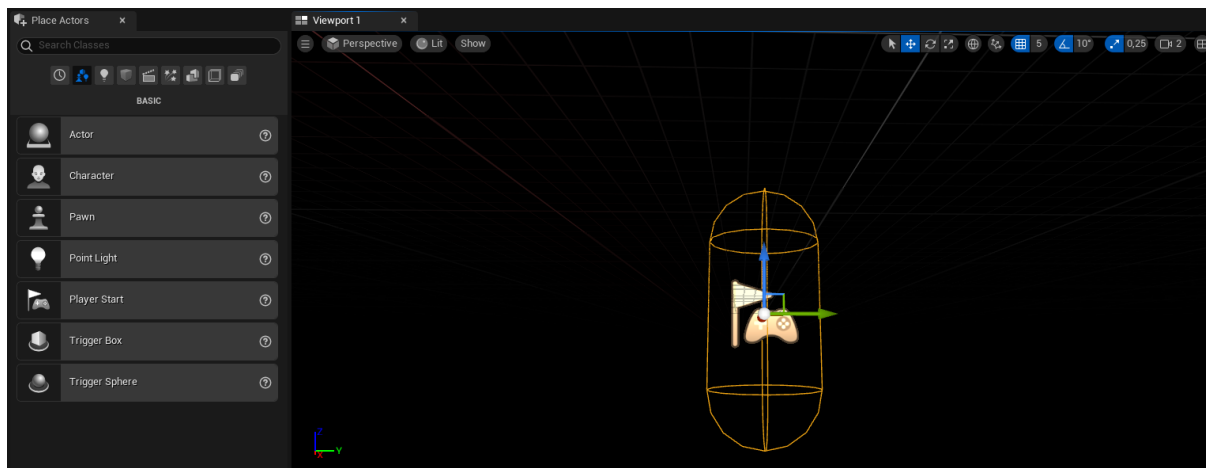 Place Actors
Viewport 1
Search Classes
Perspective
Lit
Show
5
10°
0,25
2
BASIC
Actor
Character
Pawn
Point Light
Player Start
Trigger Box
Trigger Sphere
Z
Y
X